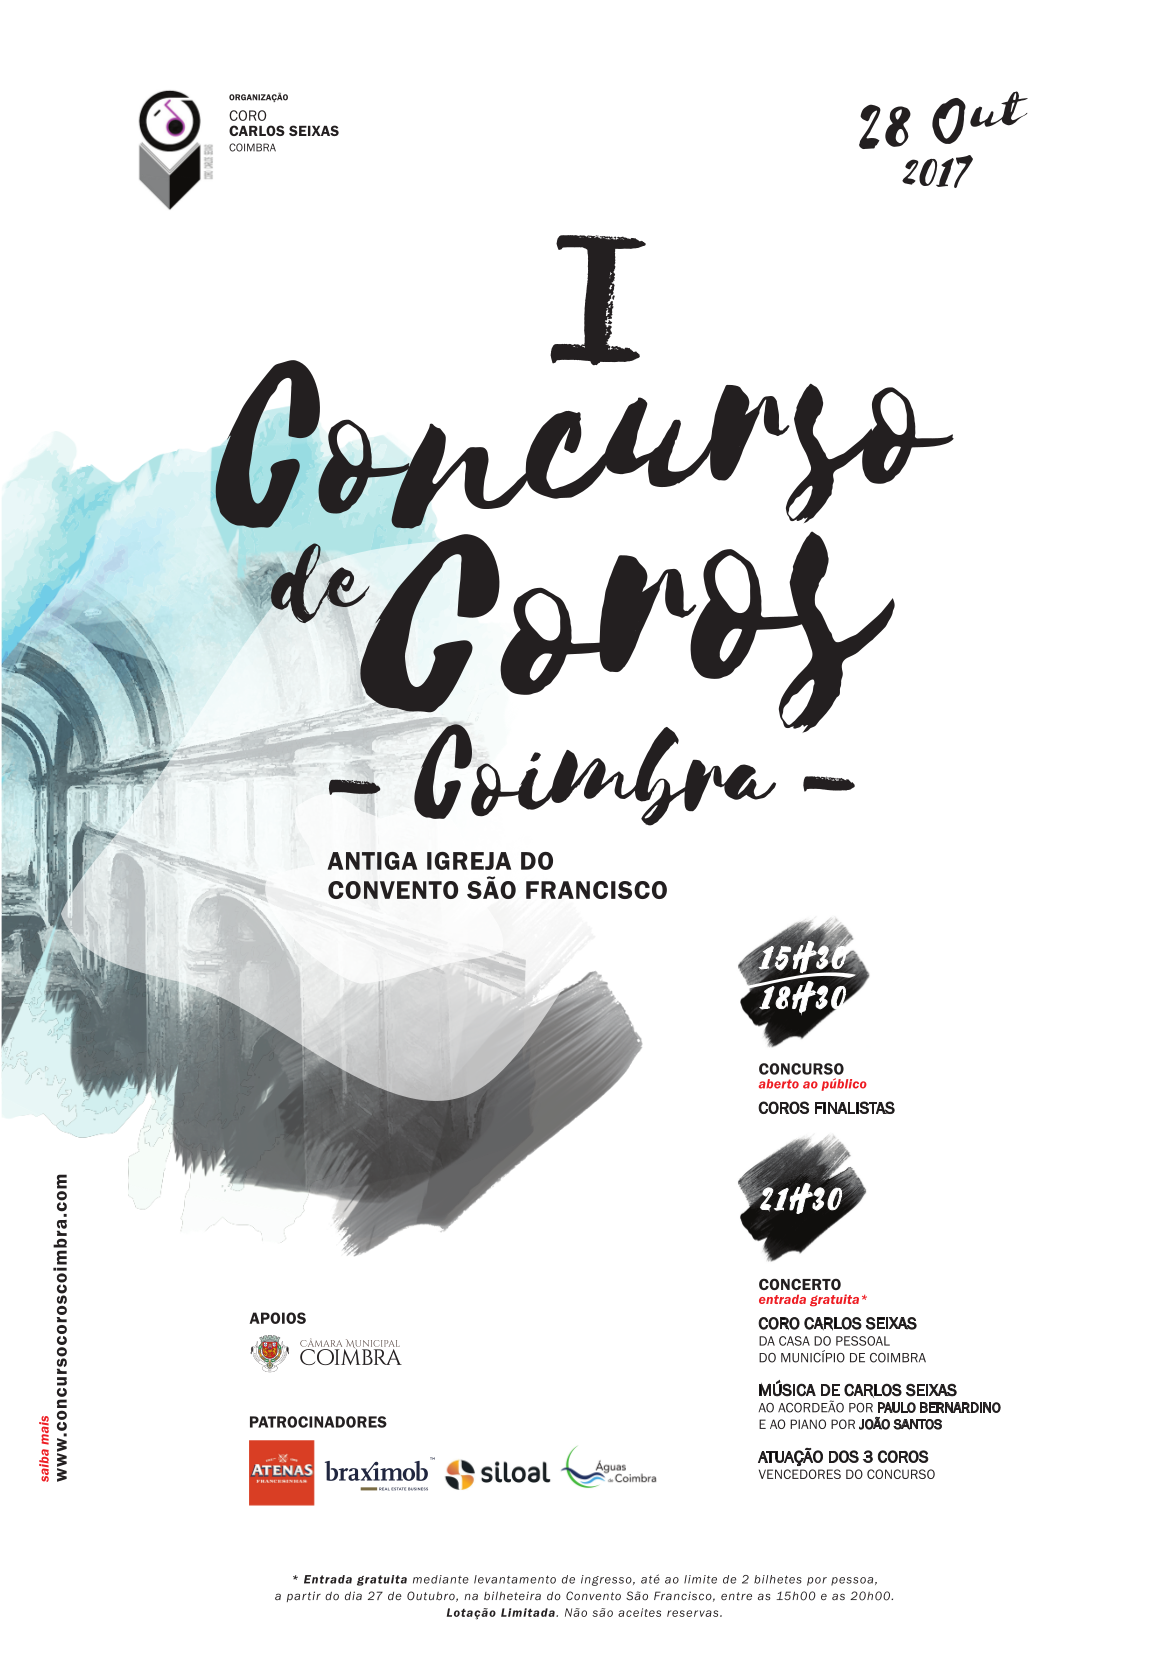 ORGANIZAÇÃO
CORO
CARLOS SEIXAS
COIMBRA
28 Out
2017
I
Concurso
de Coros
- Coimbra -
ANTIGA IGREJA DO
CONVENTO SÃO FRANCISCO
15H30
18H30
CONCURSO
aberto ao público
COROS FINALISTAS
21H30
CONCERTO
entrada gratuita*
CORO CARLOS SEIXAS
DA CASA DO PESSOAL
DO MUNICÍPIO DE COIMBRA
MÚSICA DE CARLOS SEIXAS
AO ACORDEÃO POR PAULO BERNARDINO
E AO PIANO POR JOÃO SANTOS
ATUAÇÃO DOS 3 COROS
VENCEDORES DO CONCURSO
saiba mais
www.concursocoroscoimbra.com
APOIOS
CÂMARA MUNICIPAL
COIMBRA
PATROCINADORES
ATENAS
FRANCESINHAS
braximob™
REAL ESTATE BUSINESS
siloal
Águas
de Coimbra
* Entrada gratuita mediante levantamento de ingresso, até ao limite de 2 bilhetes por pessoa,
a partir do dia 27 de Outubro, na bilheteira do Convento São Francisco, entre as 15h00 e as 20h00.
Lotação Limitada. Não são aceites reservas.